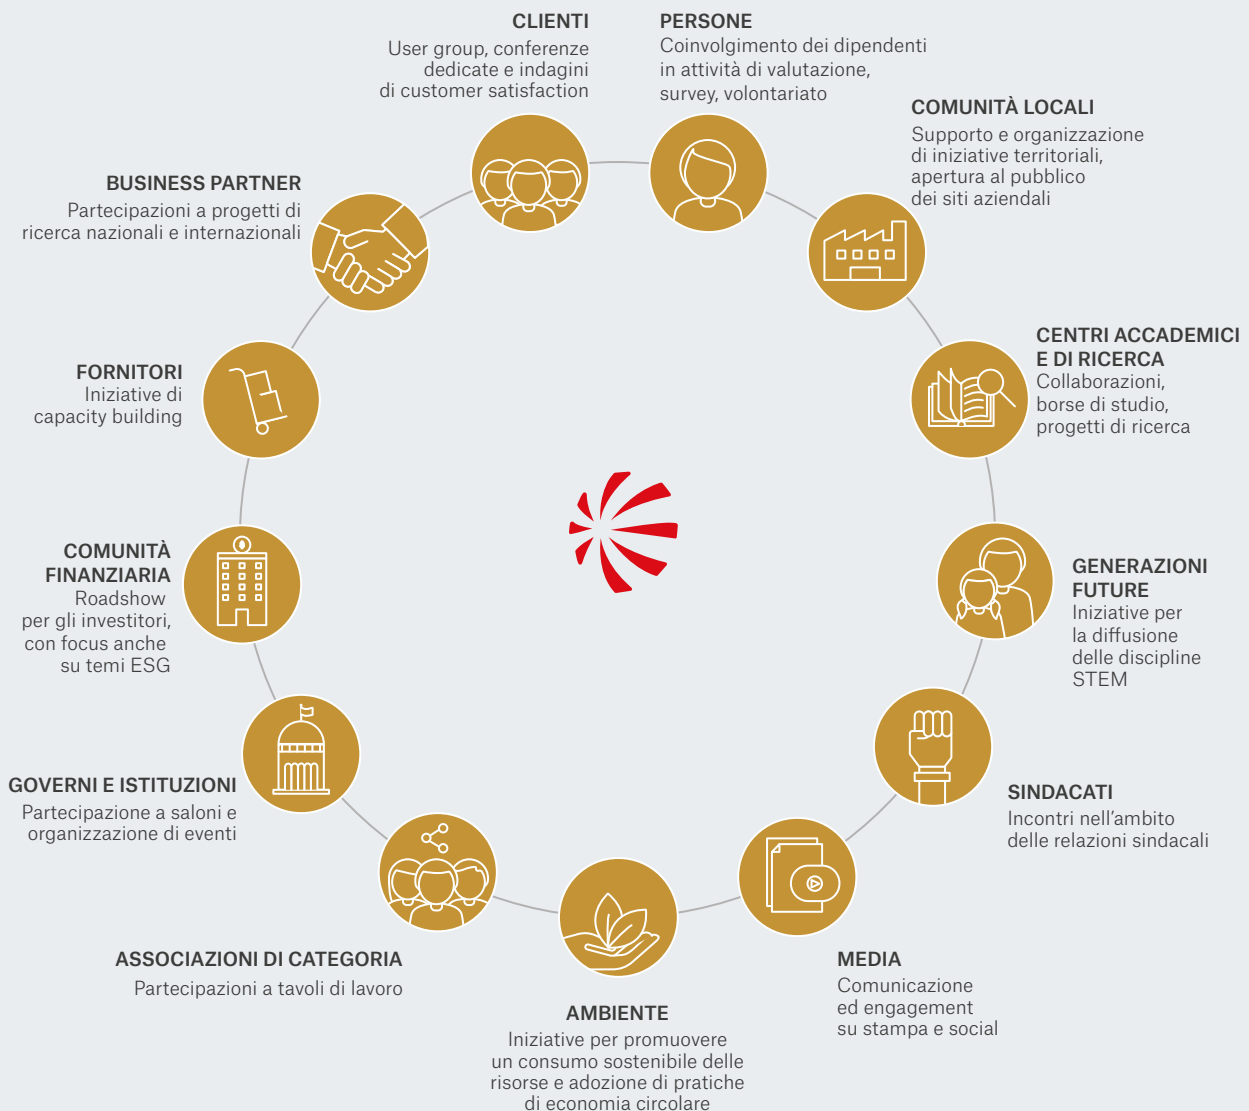 CLIENTI
User group, conferenze
dedicate e indagini
di customer satisfaction
PERSONE
Coinvolgimento dei dipendenti
in attività di valutazione,
survey, volontariato
COMUNITÀ LOCALI
Supporto e organizzazione
di iniziative territoriali,
apertura al pubblico
dei siti aziendali
CENTRI ACCADEMICI
E DI RICERCA
Collaborazioni,
borse di studio,
progetti di ricerca
GENERAZIONI
FUTURE
Iniziative per
la diffusione
delle discipline
STEM
SINDACATI
Incontri nell’ambito
delle relazioni sindacali
MEDIA
Comunicazione
ed engagement
su stampa e social
AMBIENTE
Iniziative per promuovere
un consumo sostenibile delle
risorse e adozione di pratiche
di economia circolare
ASSOCIAZIONI DI CATEGORIA
Partecipazioni a tavoli di lavoro
GOVERNI E ISTITUZIONI
Partecipazione a saloni e
organizzazione di eventi
COMUNITÀ
FINANZIARIA
Roadshow
per gli investitori,
con focus anche
su temi ESG
FORNITORI
Iniziative di
capacity building
BUSINESS PARTNER
Partecipazioni a progetti di
ricerca nazionali e internazionali